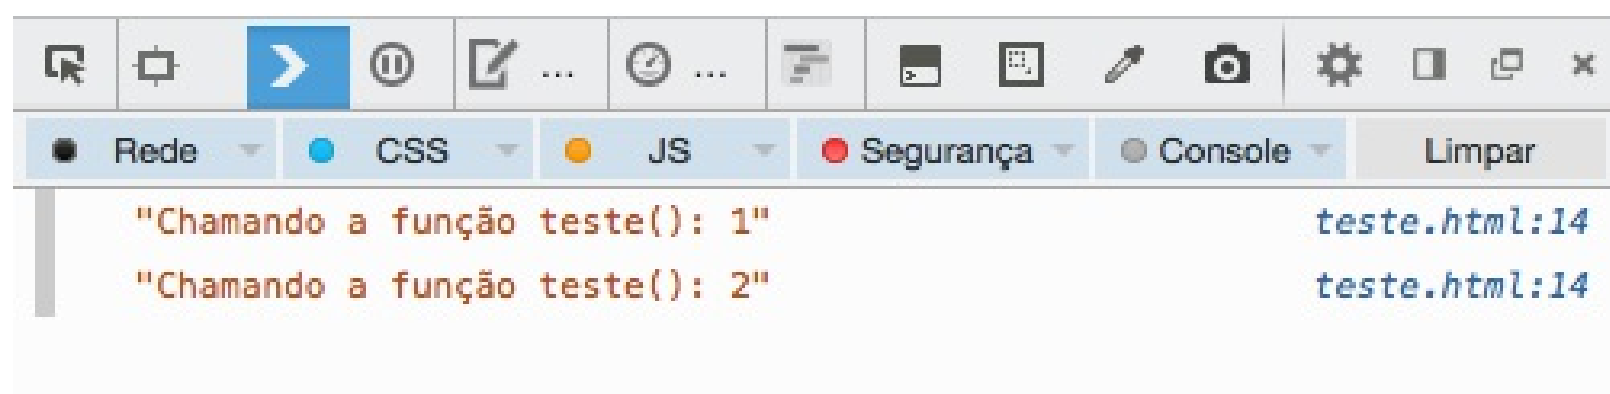 Rede CSS JS Segurança Console Limpar
"Chamando a função teste(): 1" teste.html:14
"Chamando a função teste(): 2" teste.html:14